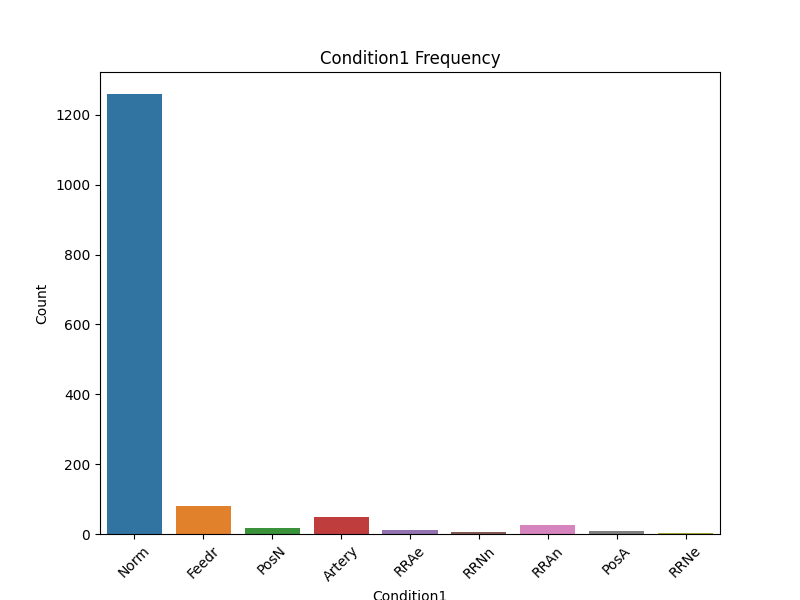 Condition1 Frequency
1200
1000
800
600
400
200
0
Count
Norm
Feedr
PosN
Artery
RRAe
RRNn
RRAn
PosA
RRNe
Condition1